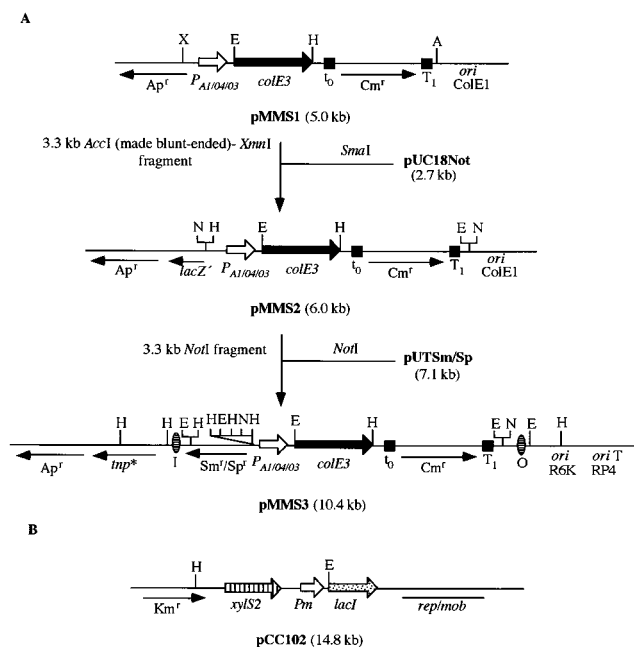 A
X E H A
Apʳ P_A1/04/03 colE3 t₀ Cmʳ T₁ ori ColE1
pMMS1 (5.0 kb)
3.3 kb AccI (made blunt-ended)- XmnI fragment
SmaI
pUC18Not (2.7 kb)
N H E H E N
Apʳ lacZ´ P_A1/04/03 colE3 t₀ Cmʳ T₁ ori ColE1
pMMS2 (6.0 kb)
3.3 kb NotI fragment
NotI
pUTSm/Sp (7.1 kb)
H H E H H E H N H E H E N E H
Apʳ tnp* I Smʳ/Spʳ P_A1/04/03 colE3 t₀ Cmʳ T₁ O ori R6K ori T RP4
pMMS3 (10.4 kb)
B
H E
Kmʳ xylS2 Pm lacI rep/mob
pCC102 (14.8 kb)